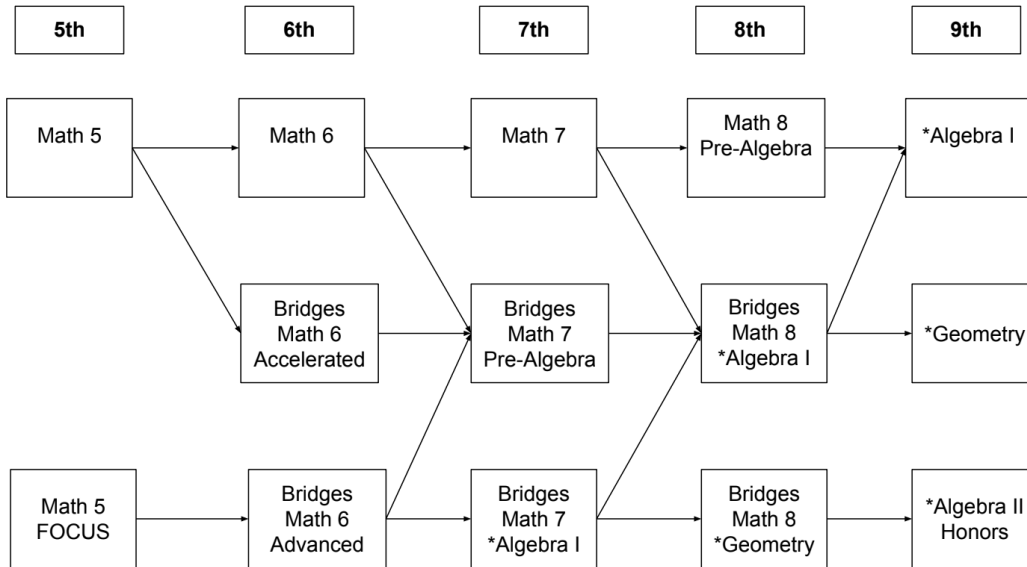 5th
6th
7th
8th
9th
Math 5
Math 6
Math 7
Math 8
Pre-Algebra
*Algebra I
Bridges
Math 6
Accelerated
Bridges
Math 7
Pre-Algebra
Bridges
Math 8
*Algebra I
*Geometry
Math 5
FOCUS
Bridges
Math 6
Advanced
Bridges
Math 7
*Algebra I
Bridges
Math 8
*Geometry
*Algebra II
Honors